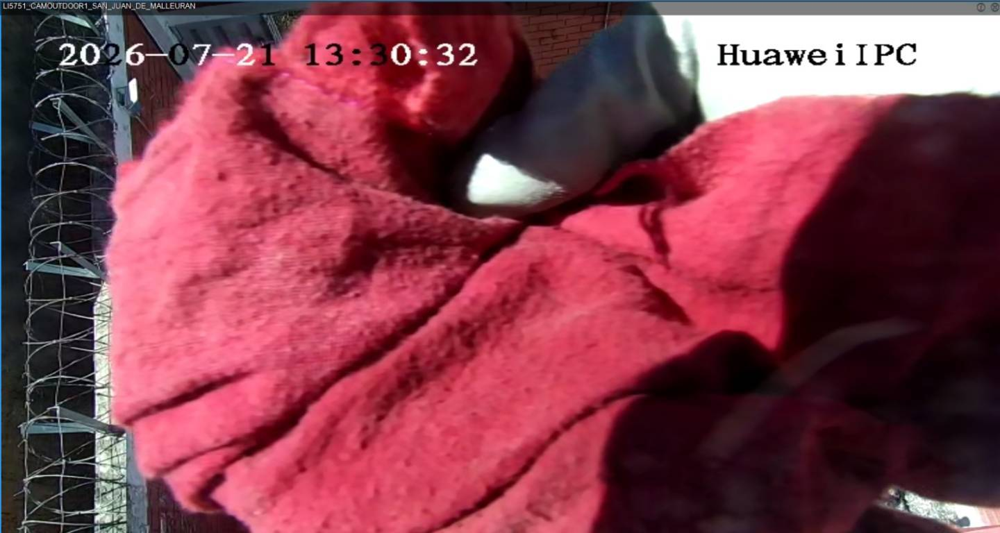 LI5751_CAMOUTDOOR1_SAN_JUAN_DE_MALLEURAN
2026-07-21 13:30:32
HuaweiIPC